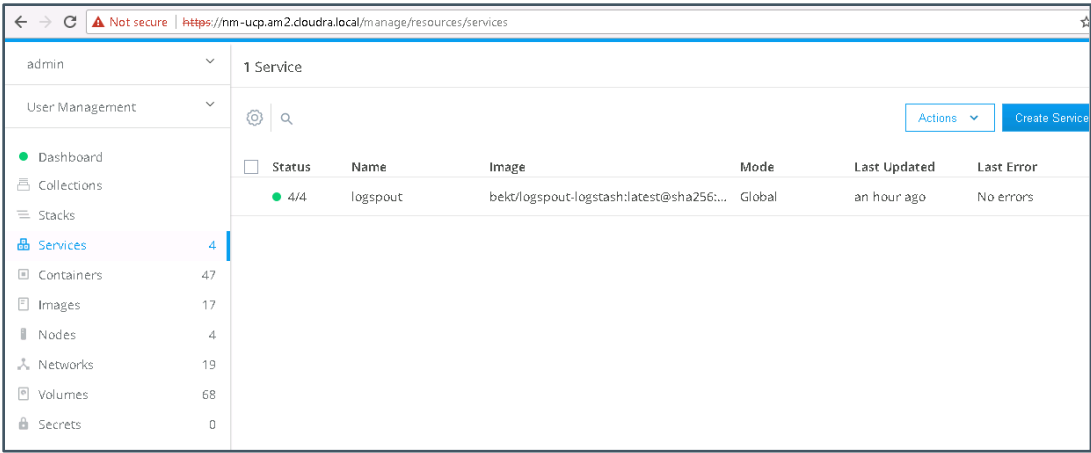 Not secure | https://nm-ucp.am2.cloudra.local/manage/resources/services
admin
User Management
Dashboard
Collections
Stacks
Services 4
Containers 47
Images 17
Nodes 4
Networks 19
Volumes 68
Secrets 0
1 Service
Actions
Create Service
Status Name Image Mode Last Updated Last Error
4/4 logspout bekt/logspout-logstash:latest@sha256:... Global an hour ago No errors